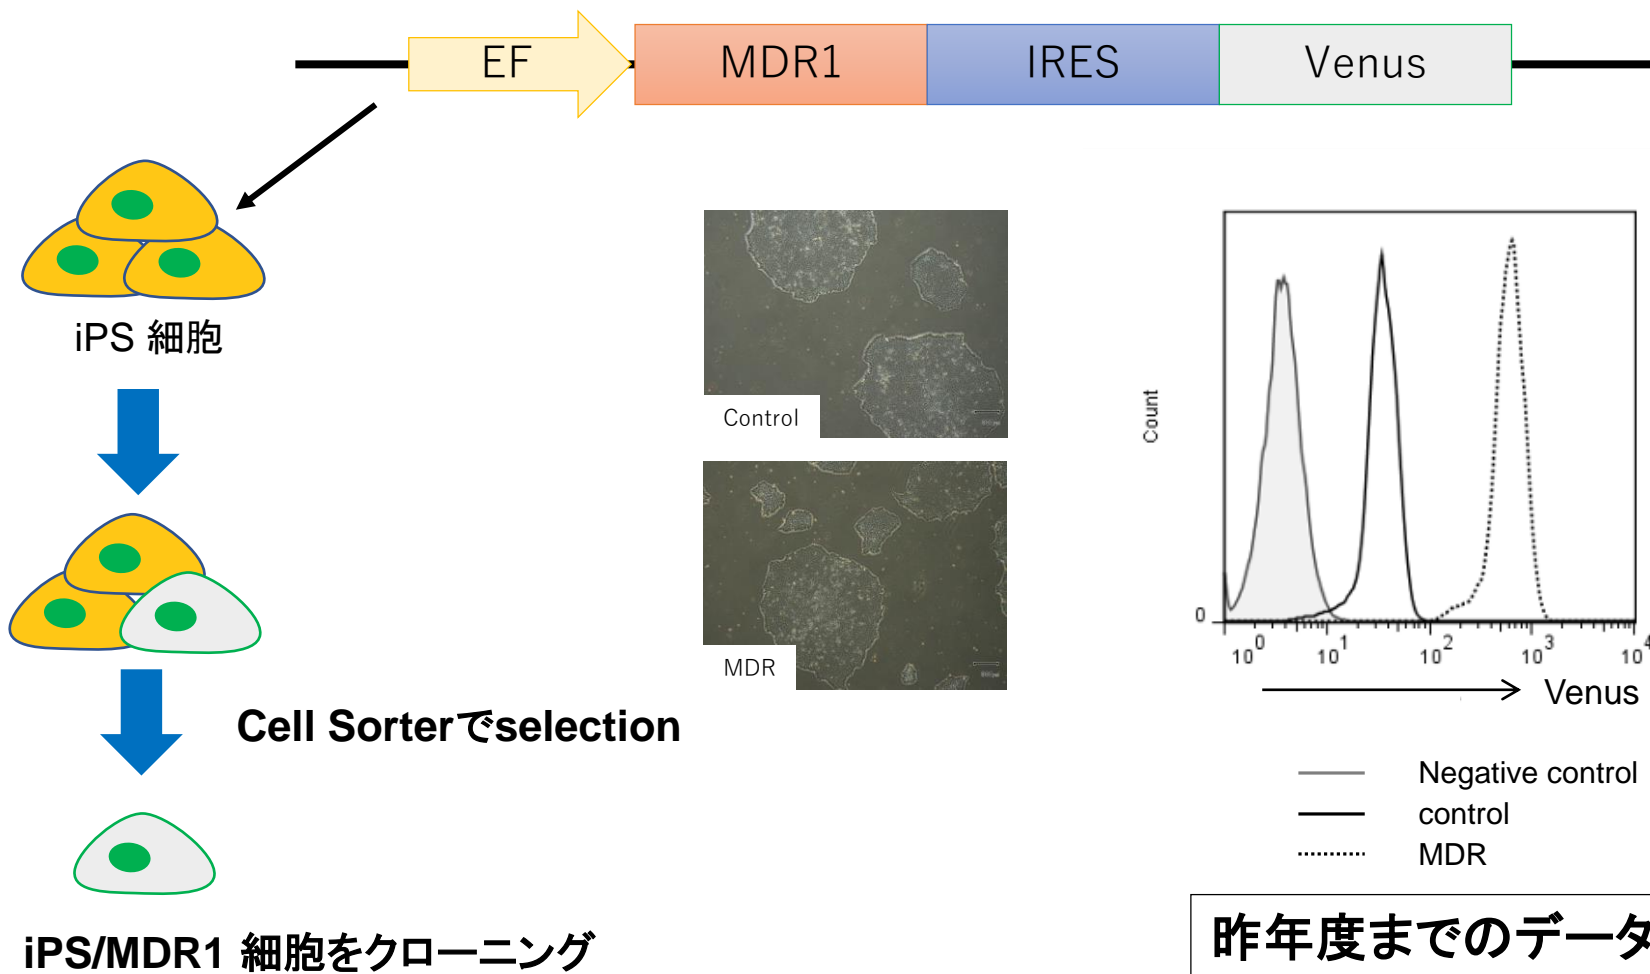 EF
MDR1
IRES
Venus
iPS 細胞
Cell Sorterでselection
iPS/MDR1 細胞をクローニング
Control
MDR
Count
0
10^0
10^1
10^2
10^3
10^4
Venus
Negative control
control
MDR
昨年度までのデータ